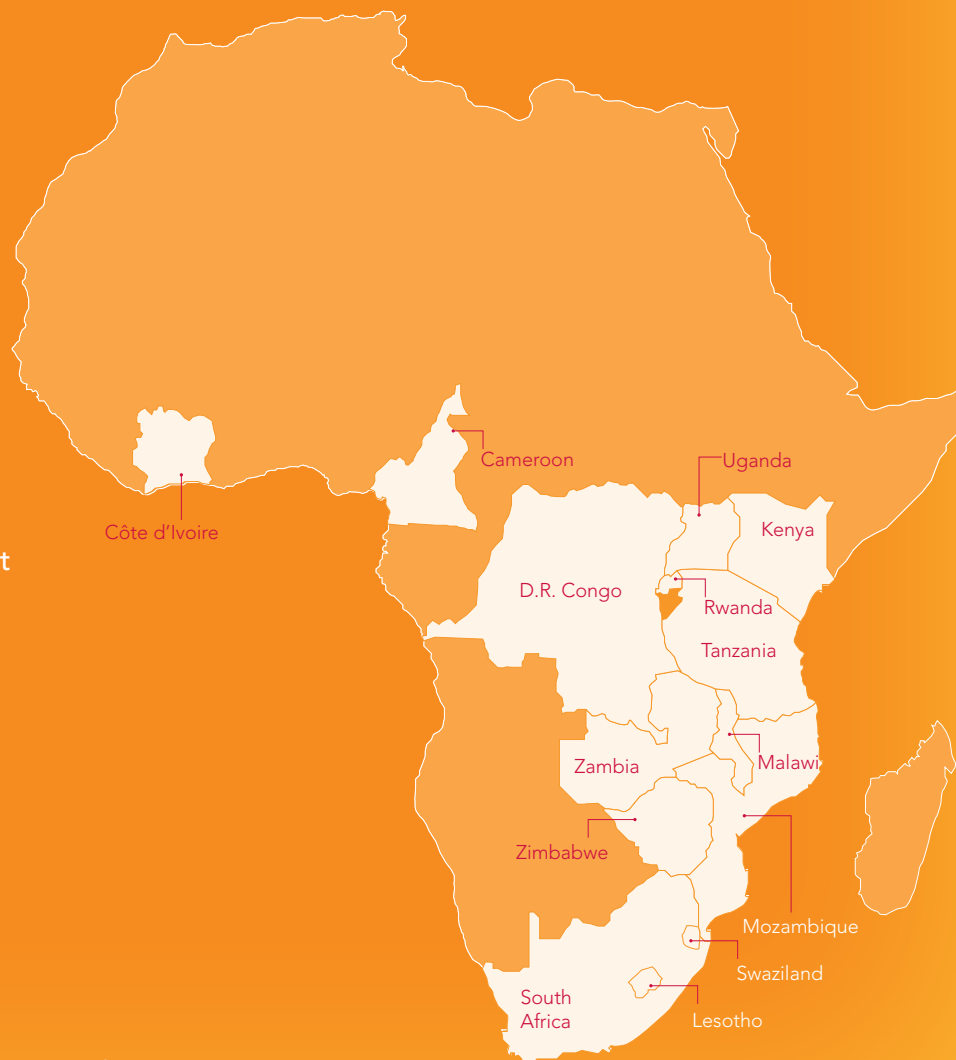 Cameroon
Uganda
Côte d'Ivoire
Kenya
t
D.R. Congo
Rwanda
Tanzania
Zambia
Malawi
Zimbabwe
Mozambique
Swaziland
South
Africa
Lesotho